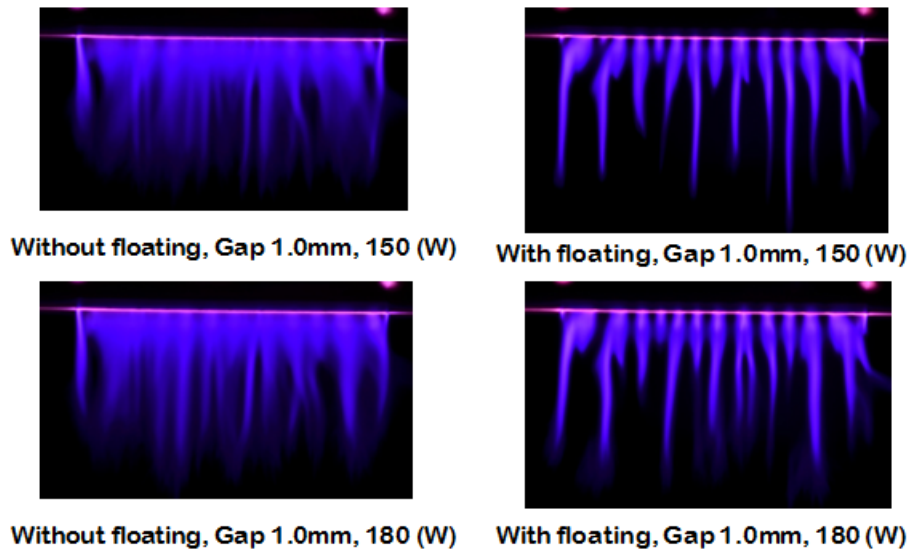 Without floating, Gap 1.0mm, 150 (W)
With floating, Gap 1.0mm, 150 (W)
Without floating, Gap 1.0mm, 180 (W)
With floating, Gap 1.0mm, 180 (W)